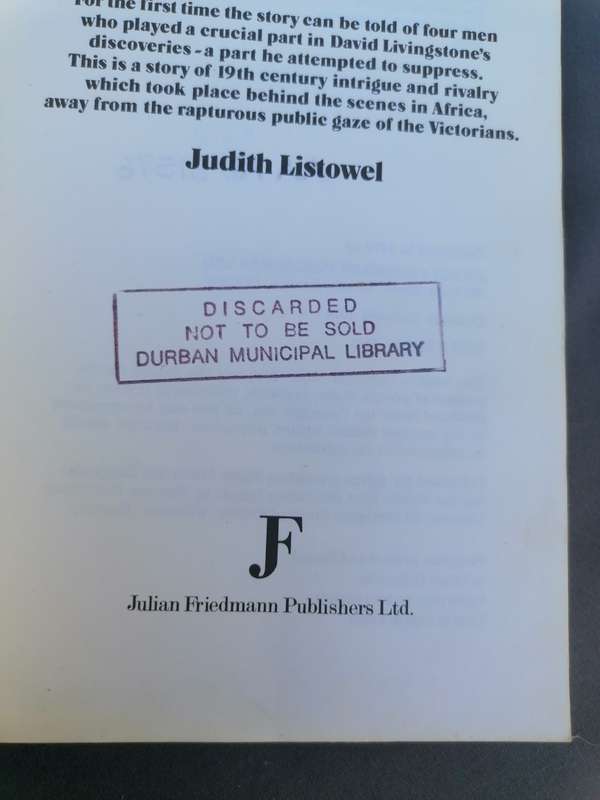 For the first time the story can be told of four men
who played a crucial part in David Livingstone's
discoveries - a part he attempted to suppress.
This is a story of 19th century intrigue and rivalry
which took place behind the scenes in Africa,
away from the rapturous public gaze of the Victorians.
Judith Listowel
DISCARDED
NOT TO BE SOLD
DURBAN MUNICIPAL LIBRARY
JF
Julian Friedmann Publishers Ltd.